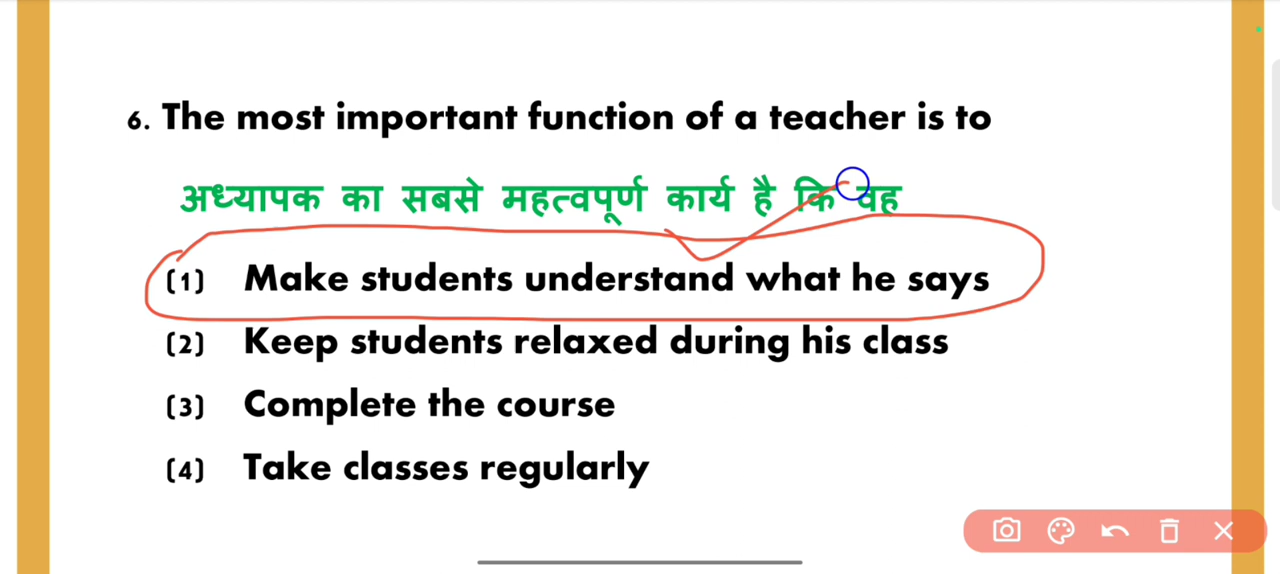 6. The most important function of a teacher is to
अध्यापक का सबसे महत्वपूर्ण कार्य है कि वह
(1) Make students understand what he says
(2) Keep students relaxed during his class
(3) Complete the course
(4) Take classes regularly